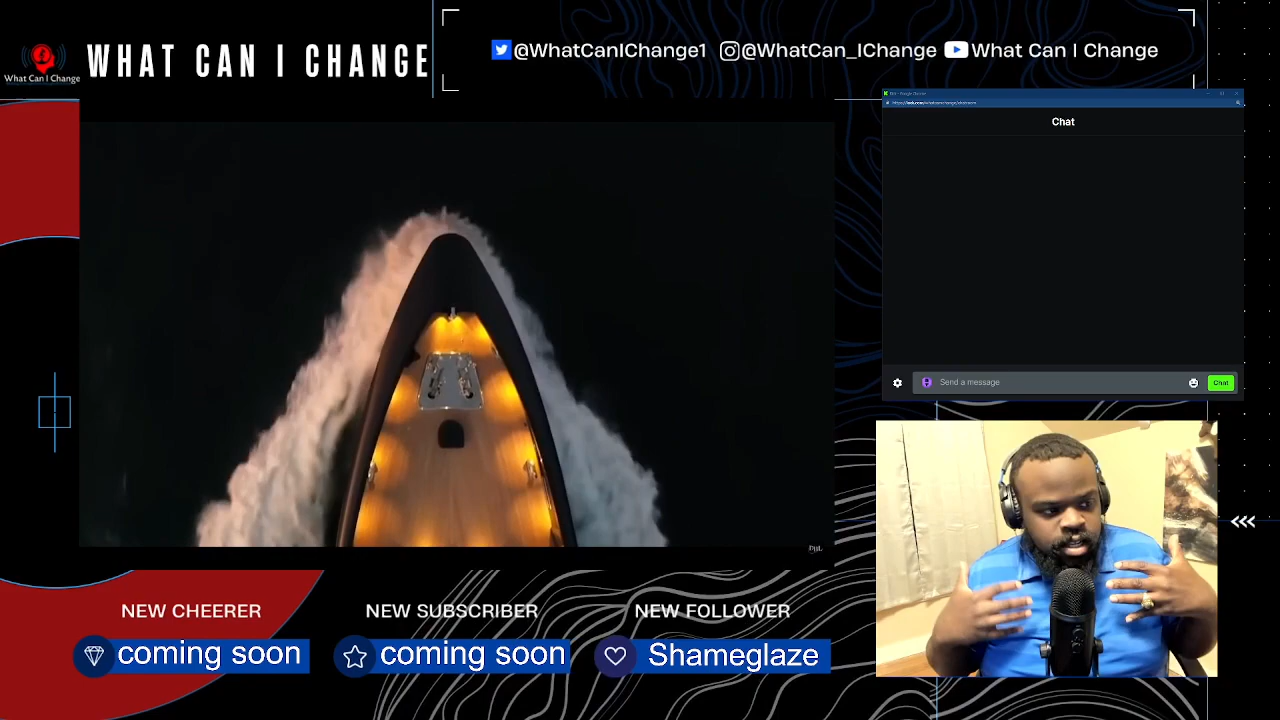 What Can I Change
WHAT CAN I CHANGE
@WhatCanIChange1
@WhatCan_IChange
What Can I Change
Chat
Send a message
Chat
NEW CHEERER
NEW SUBSCRIBER
NEW FOLLOWER
coming soon
coming soon
Shameglaze